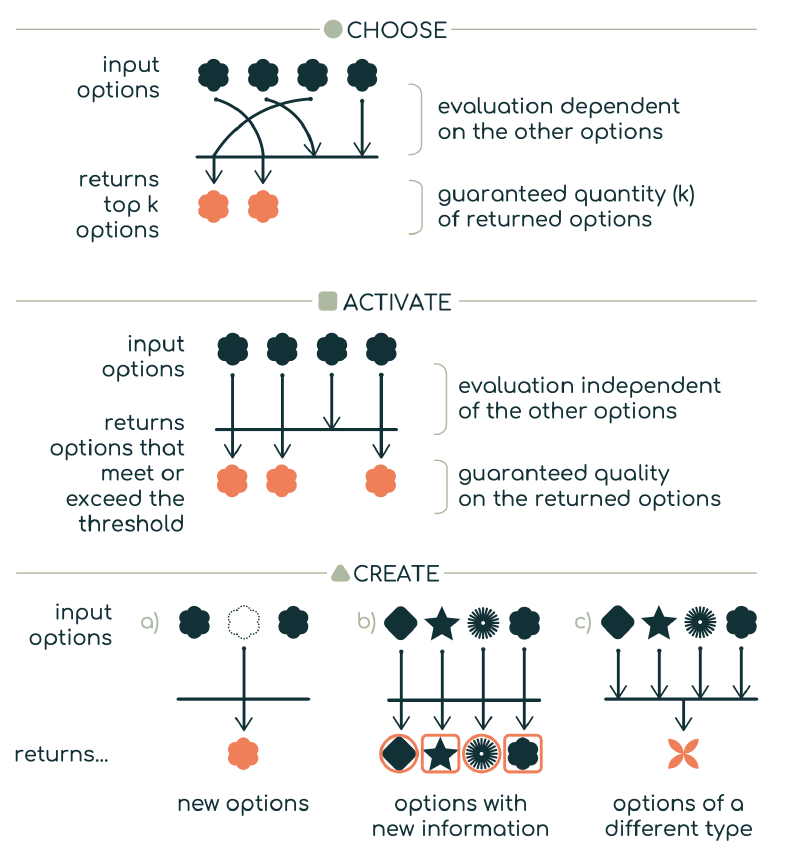 CHOOSE
input
options
evaluation dependent
on the other options
returns
top k
options
guaranteed quantity (k)
of returned options
ACTIVATE
input
options
evaluation independent
of the other options
returns
options that
meet or
exceed the
threshold
guaranteed quality
on the returned options
CREATE
input
options
a)
b)
c)
returns...
new options
options with
new information
options of a
different type